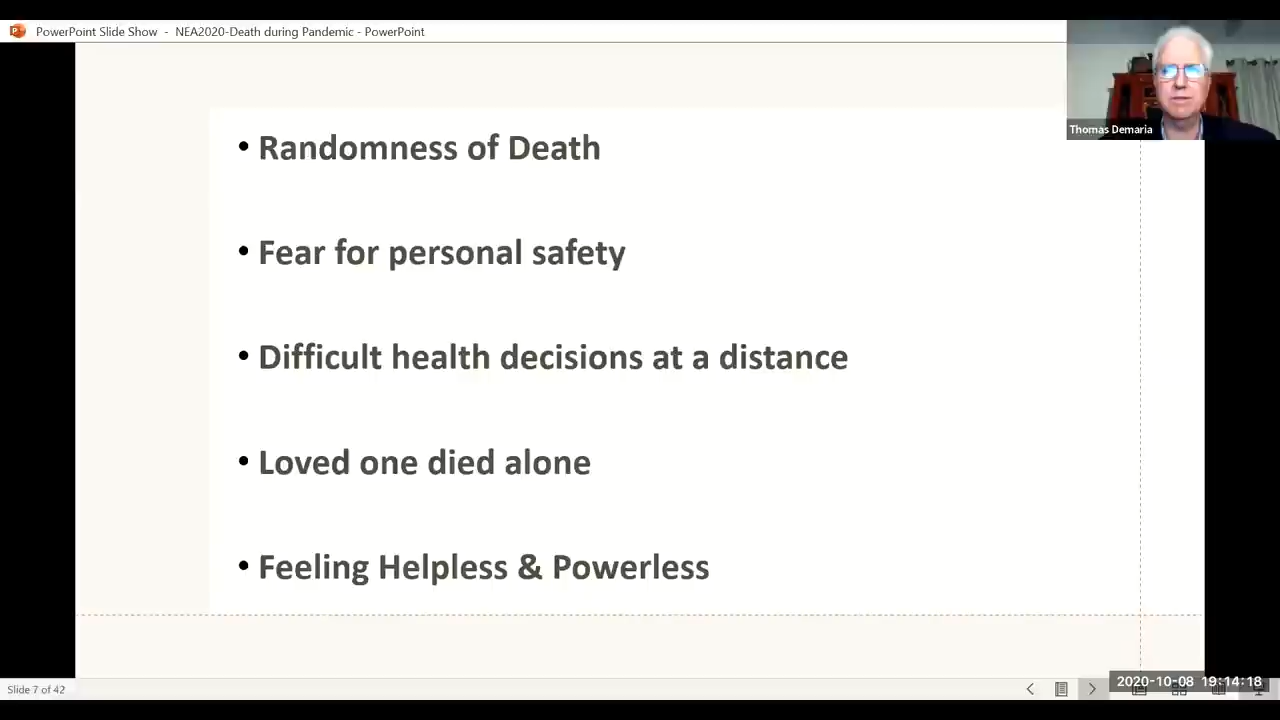 PowerPoint Slide Show - NEA2020-Death during Pandemic - PowerPoint
Thomas Demaria
• Randomness of Death
• Fear for personal safety
• Difficult health decisions at a distance
• Loved one died alone
• Feeling Helpless & Powerless
Slide 7 of 42
2020-10-08 19:14:18